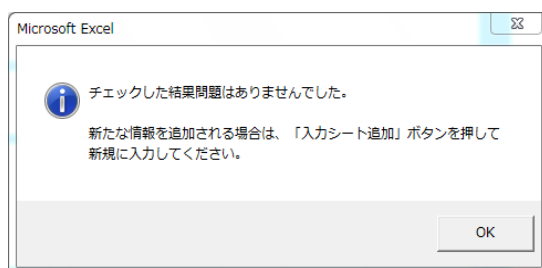 Microsoft Excel
チェックした結果問題はありませんでした。
新たな情報を追加される場合は、「入力シート追加」ボタンを押して
新規に入力してください。
OK